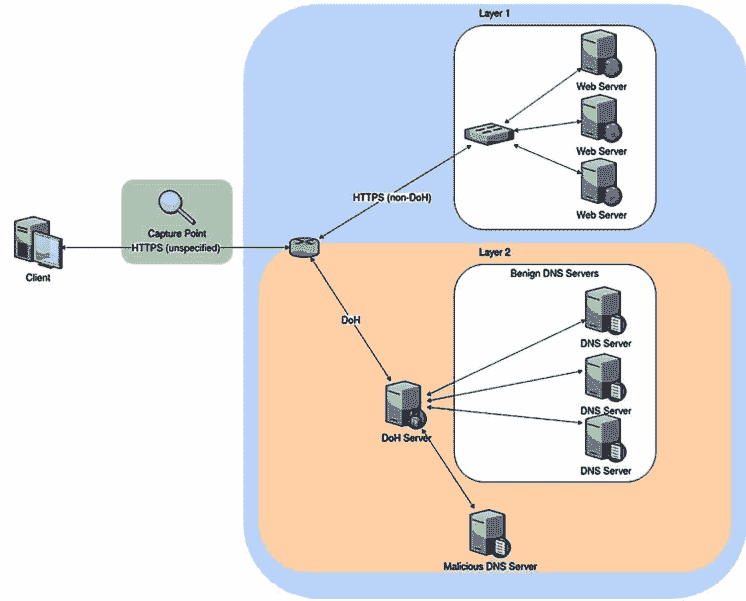 Layer 1
Web Server
Web Server
Web Server
HTTPS (non-DoH)
Capture Point
HTTPS (unspecified)
Client
Layer 2
Benign DNS Servers
DNS Server
DNS Server
DNS Server
DoH
DoH Server
Malicious DNS Server